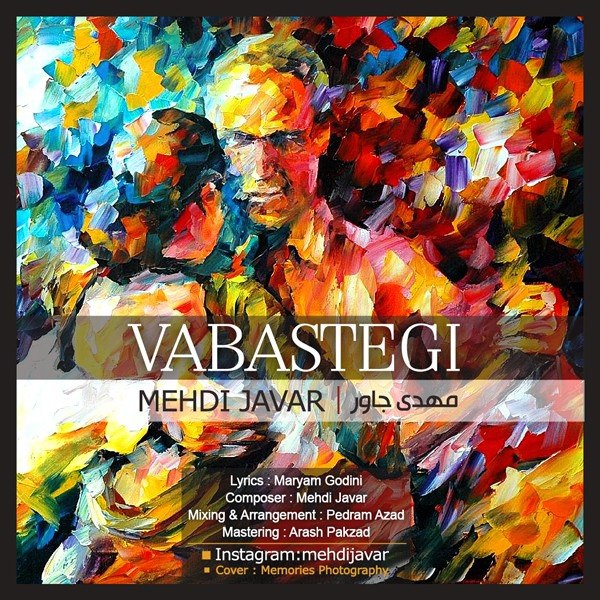 VABASTEGI
MEHDI JAVAR | مهدی جاور
Lyrics : Maryam Godini
Composer : Mehdi Javar
Mixing & Arrangement : Pedram Azad
Mastering : Arash Pakzad
Instagram:mehdijavar
Cover : Memories Photography